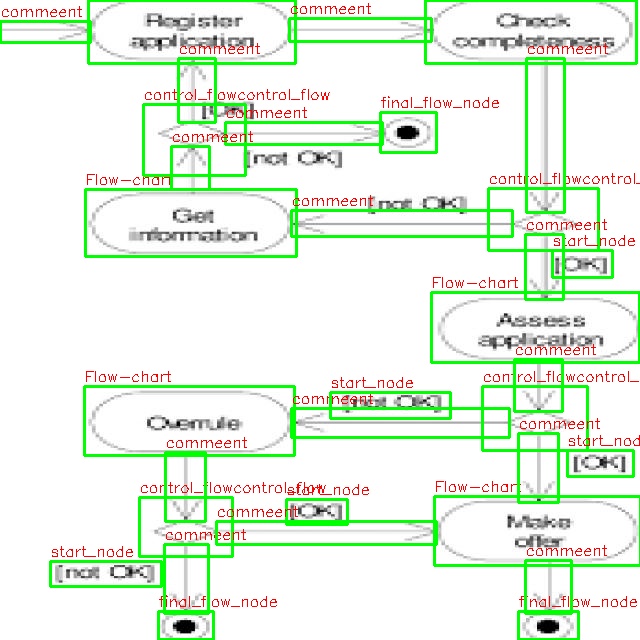 commeent
Register
application
commeent
Check
completeness
commeent
commeent
control_flowcontrol_flow
[OK]
commeent
final_flow_node
commeent
[not OK]
Flow-chart
Get
information
commeent
[not OK]
control_flowcontrol_
commeent
start_node
[OK]
Flow-chart
Assess
application
commeent
Flow-chart
Overrule
start_node
[not OK]
commeent
control_flowcontrol_
commeent
start_node
[OK]
commeent
control_flowcontrol_flow
start_node
[OK]
commeent
Flow-chart
Make
offer
commeent
start_node
[not OK]
commeent
final_flow_node
final_flow_node